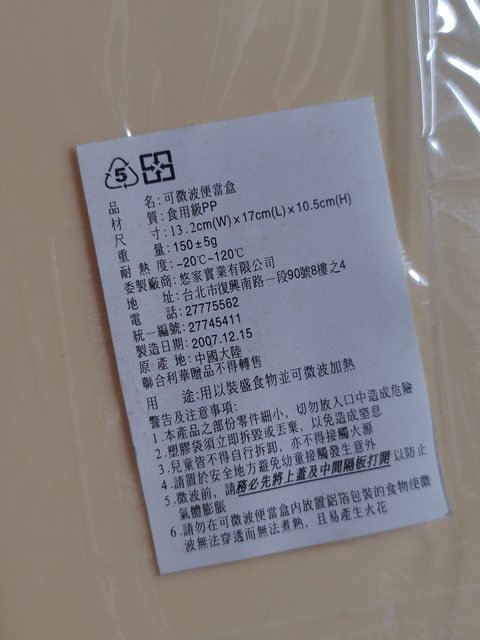 5
品　　名:可微波便當盒
材　　質:食用級PP
尺　　寸:13.2cm(W)×17cm(L)×10.5cm(H)
重　　量:150±5g
耐 熱 度:-20℃~120℃
委製廠商:悠家實業有限公司
地　　址:台北市復興南路一段90號8樓之4
電　　話:27775562
統一編號:27745411
製造日期:2007.12.15
原 產 地:中國大陸
聯合利華贈品不得轉售
用　　途:用以裝盛食物並可微波加熱
警告及注意事項:
1.本產品之部份零件細小，切勿放入口中造成危險
2.塑膠袋須立即拆毀或丟棄，以免造成窒息
3.兒童皆不得自行拆卸，亦不得接觸火源
4.請置於安全地方避免幼童接觸發生意外
5.微波前，請務必先將上蓋及中間隔板打開以防止
氣體膨脹
6.請勿在可微波便當盒內放置鋁箔包裝的食物使微
波無法穿透而無法煮熟，且易產生火花